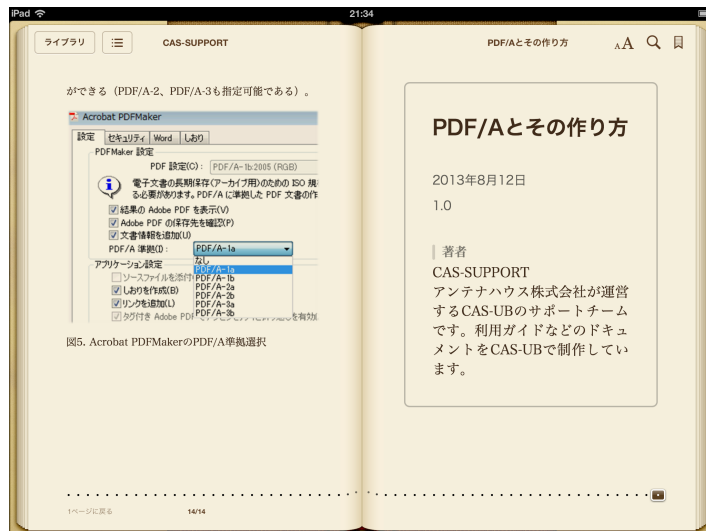 iPad
21:34
ライブラリ
CAS-SUPPORT
PDF/Aとその作り方
AA
ができる（PDF/A-2、PDF/A-3も指定可能である）。
Acrobat PDFMaker
設定 セキュリティ Word しおり
PDFMaker 設定
PDF 設定(C)： PDF/A-1b:2005 (RGB)
電子文書の長期保存(アーカイブ用)のための ISO 規
る必要があります。PDF/A に準拠した PDF 文書の作
結果の Adobe PDF を表示(V)
Adobe PDF の保存先を確認(P)
文書情報を追加(U)
PDF/A 準拠(I)： PDF/A-1a
なし
PDF/A-1a
PDF/A-1b
PDF/A-2a
PDF/A-2b
PDF/A-3a
PDF/A-3b
アプリケーション設定
ソースファイルを添付
しおりを作成(B)
リンクを追加(L)
タグ付き Adobe PDF
を有効
図5. Acrobat PDFMakerのPDF/A準拠選択
1ページに戻る
14/14
PDF/Aとその作り方
2013年8月12日
1.0
著者
CAS-SUPPORT
アンテナハウス株式会社が運営
するCAS-UBのサポートチーム
です。利用ガイドなどのドキュ
メントをCAS-UBで制作してい
ます。